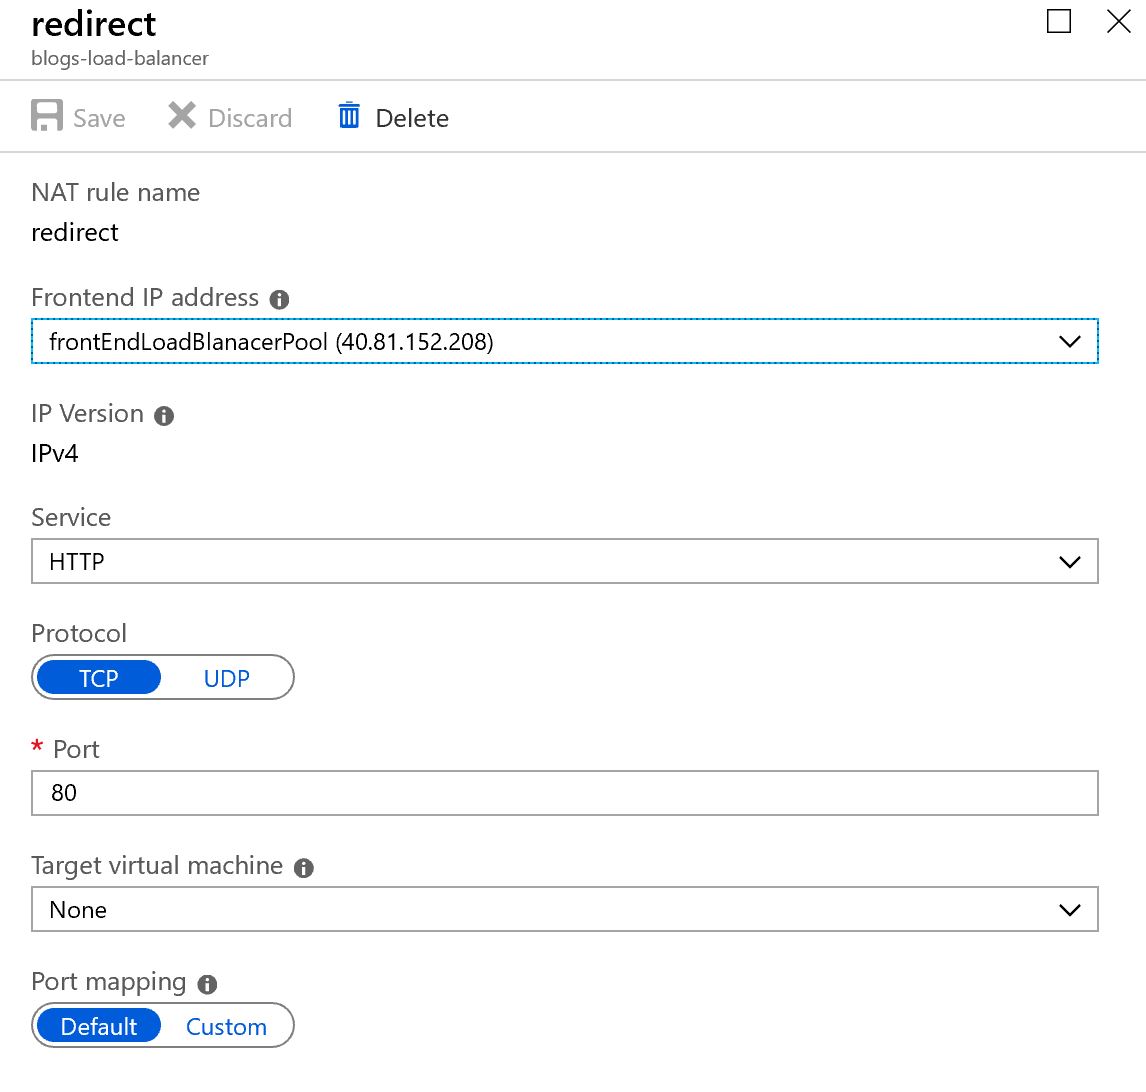 redirect
blogs-load-balancer
Save Discard Delete
NAT rule name
redirect
Frontend IP address
frontEndLoadBlanacerPool (40.81.152.208)
IP Version
IPv4
Service
HTTP
Protocol
TCP UDP
* Port
80
Target virtual machine
None
Port mapping
Default Custom